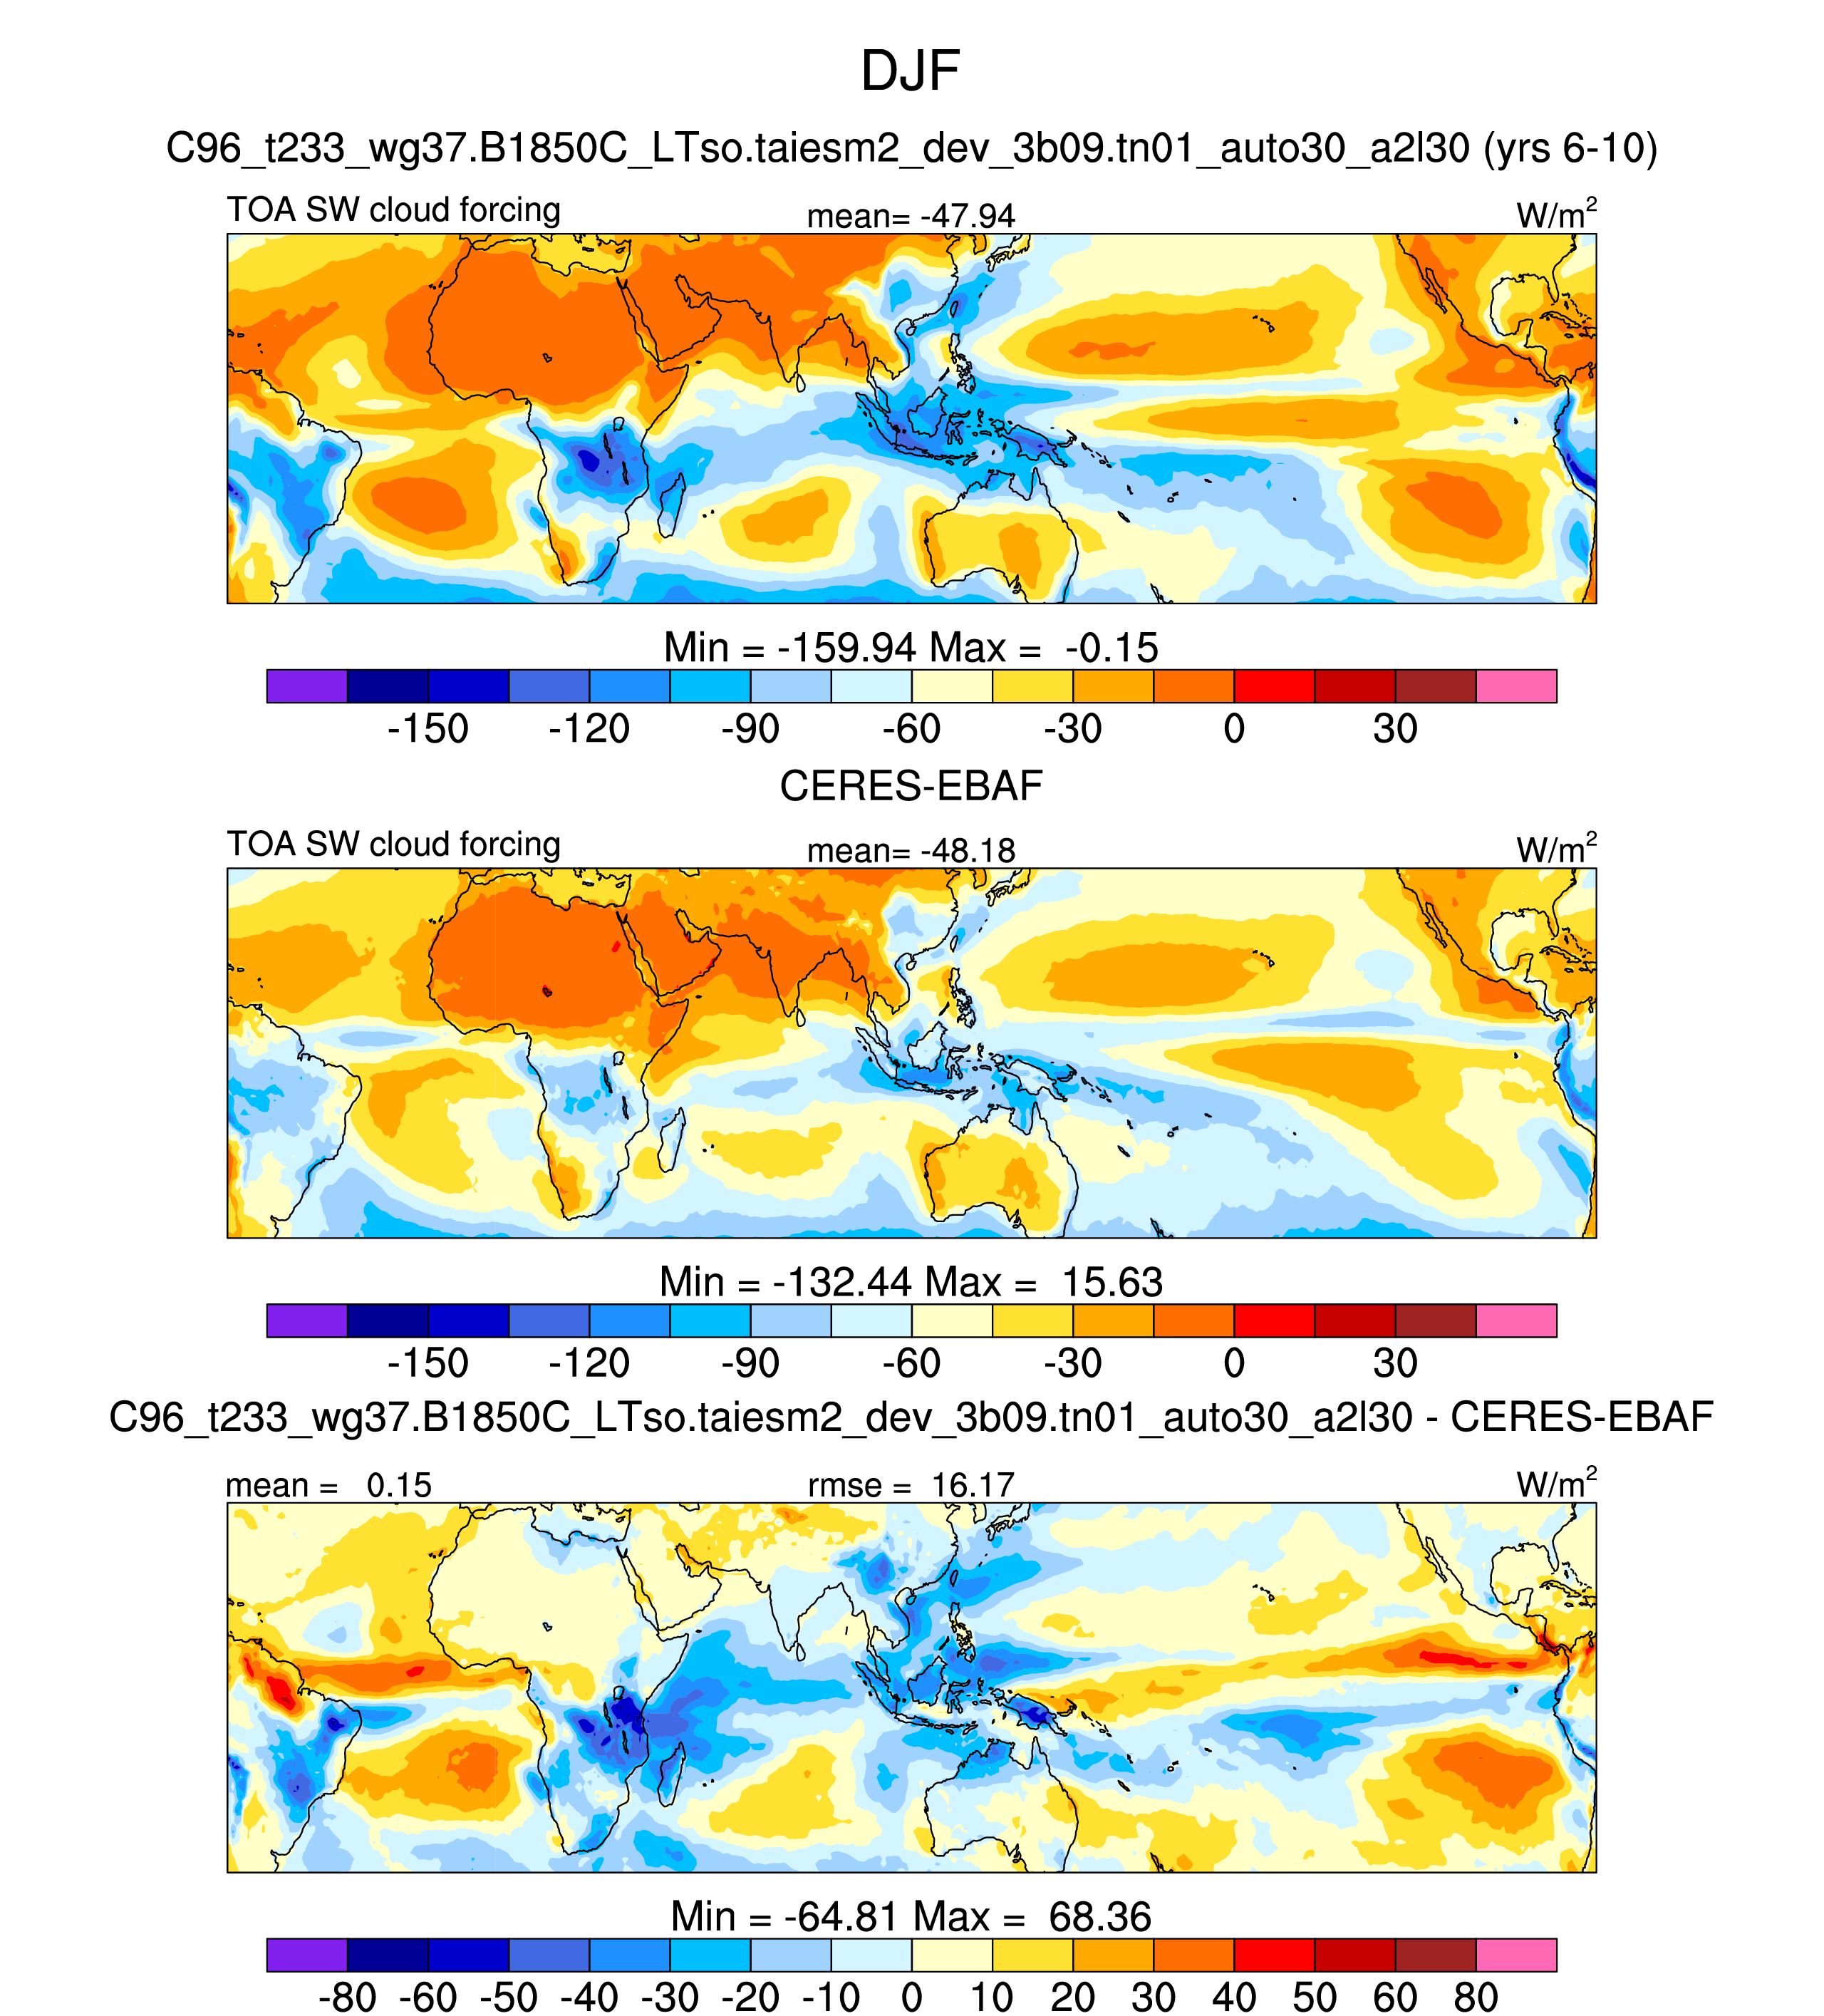 DJF
C96_t233_wg37.B1850C_LTso.taiesm2_dev_3b09.tn01_auto30_a2l30 (yrs 6-10)
TOA SW cloud forcing mean= -47.94 W/m2
Min = -159.94 Max = -0.15
-150 -120 -90 -60 -30 0 30
CERES-EBAF
TOA SW cloud forcing mean= -48.18 W/m2
Min = -132.44 Max = 15.63
-150 -120 -90 -60 -30 0 30
C96_t233_wg37.B1850C_LTso.taiesm2_dev_3b09.tn01_auto30_a2l30 - CERES-EBAF
mean = 0.15 rmse = 16.17 W/m2
Min = -64.81 Max = 68.36
-80 -60 -50 -40 -30 -20 -10 0 10 20 30 40 50 60 80